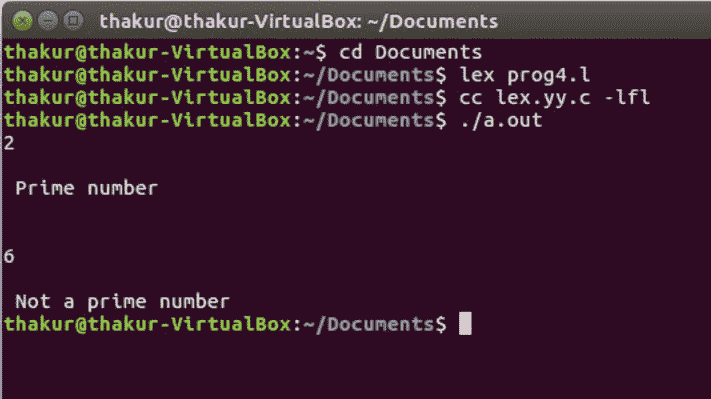 thakur@thakur-VirtualBox: ~/Documents
thakur@thakur-VirtualBox:~$ cd Documents
thakur@thakur-VirtualBox:~/Documents$ lex prog4.l
thakur@thakur-VirtualBox:~/Documents$ cc lex.yy.c -lfl
thakur@thakur-VirtualBox:~/Documents$ ./a.out
2
Prime number
6
Not a prime number
thakur@thakur-VirtualBox:~/Documents$